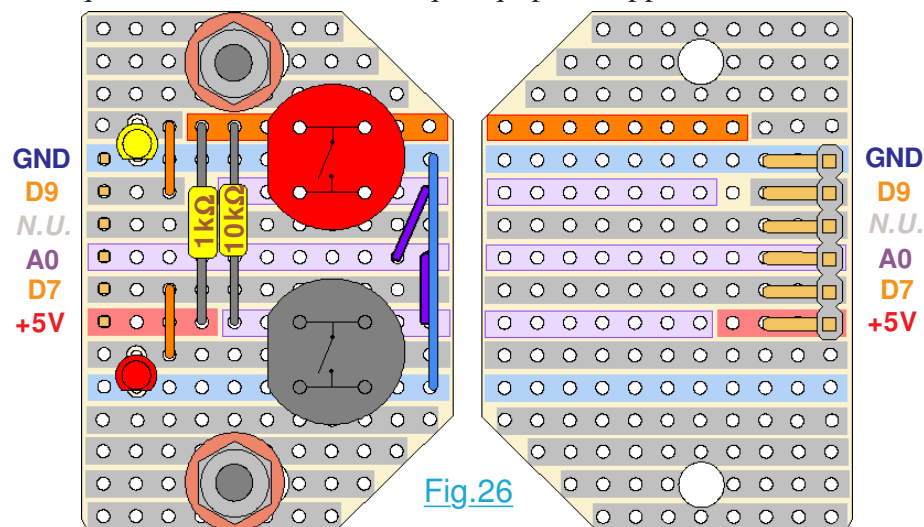 GND
D9
N.U.
A0
D7
+5V
1kΩ
10kΩ
GND
D9
N.U.
A0
D7
+5V
Fig.26